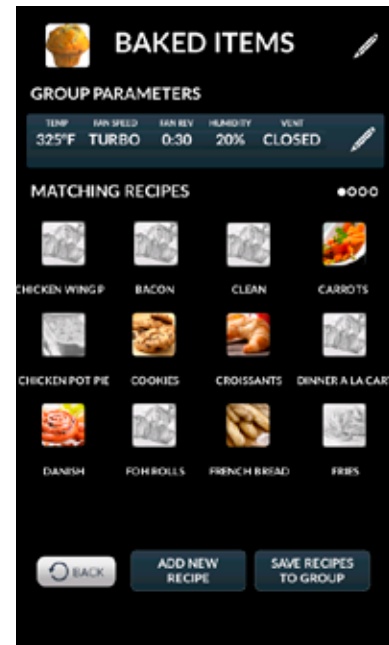 BAKED ITEMS
GROUP PARAMETERS
TEMP FAN SPEED FAN REV HUMIDITY VENT
325°F TURBO 0:30 20% CLOSED
MATCHING RECIPES
CHICKEN WING P BACON CLEAN CARROTS
CHICKEN POT PIE COOKIES CROISSANTS DINNER A LA CAR
DANISH FOH ROLLS FRENCH BREAD FRIES
BACK ADD NEW RECIPE SAVE RECIPES TO GROUP